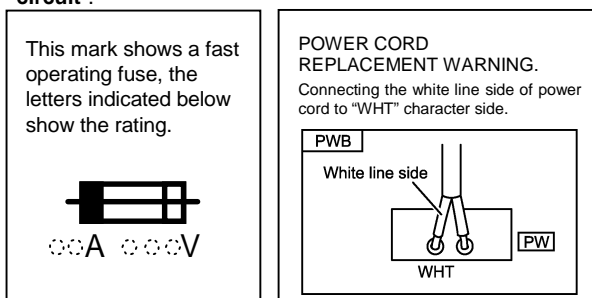 circuit".
This mark shows a fast
operating fuse, the
letters indicated below
show the rating.
A V
POWER CORD
REPLACEMENT WARNING.
Connecting the white line side of power
cord to “WHT” character side.
PWB
White line side
PW
WHT